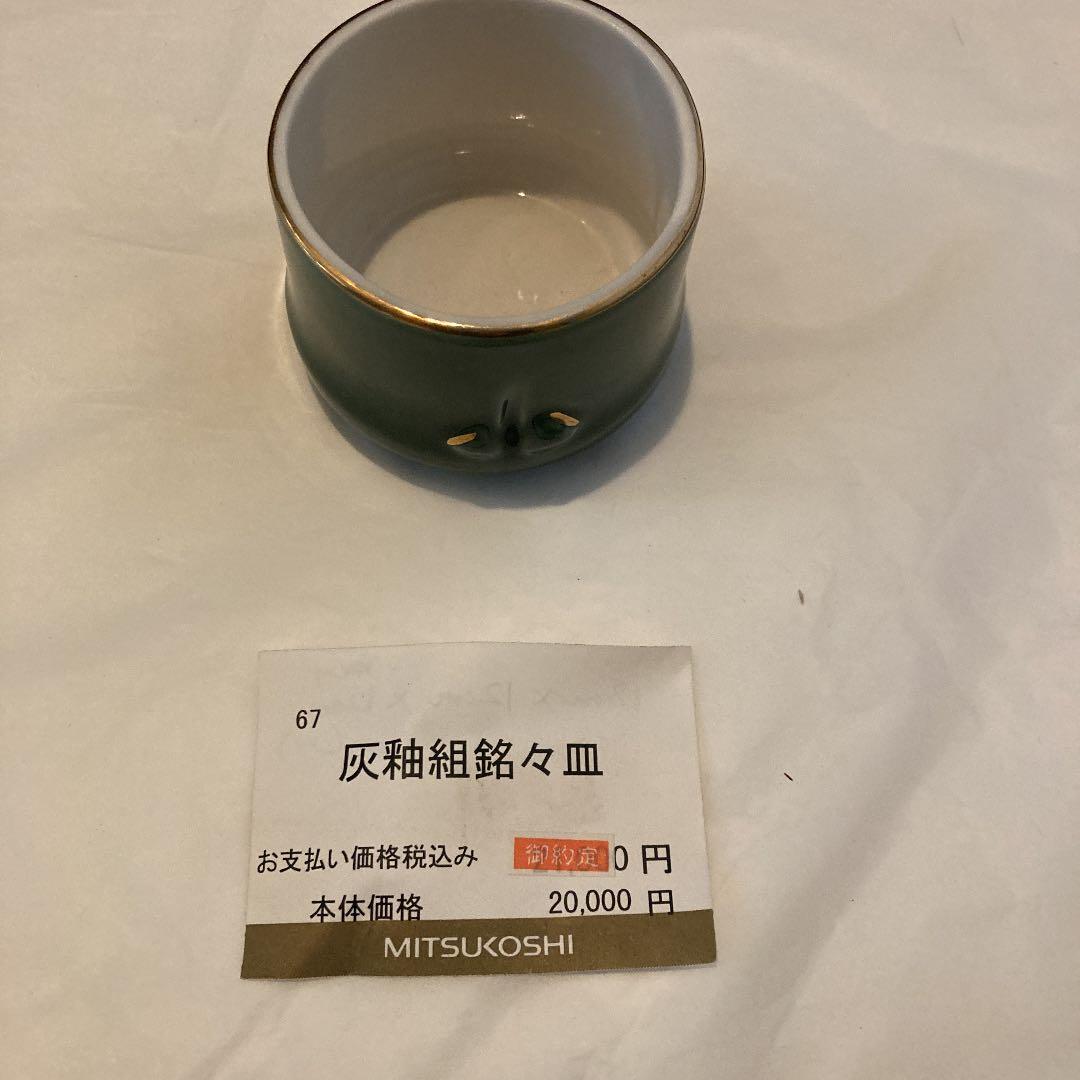 67
灰釉組銘々皿
お支払い価格税込み 御約定 0 円
本体価格 20,000 円
MITSUKOSHI